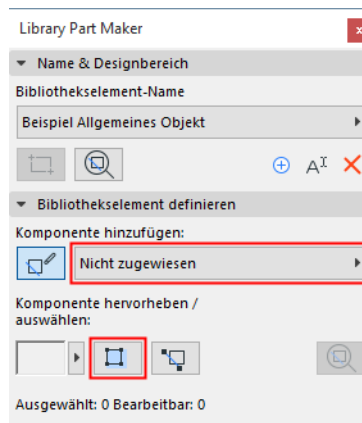 Library Part Maker
Name & Designbereich
Bibliothekselement-Name
Beispiel Allgemeines Objekt
Bibliothekselement definieren
Komponente hinzufügen:
Nicht zugewiesen
Komponente hervorheben /
auswählen:
Ausgewählt: 0 Bearbeitbar: 0